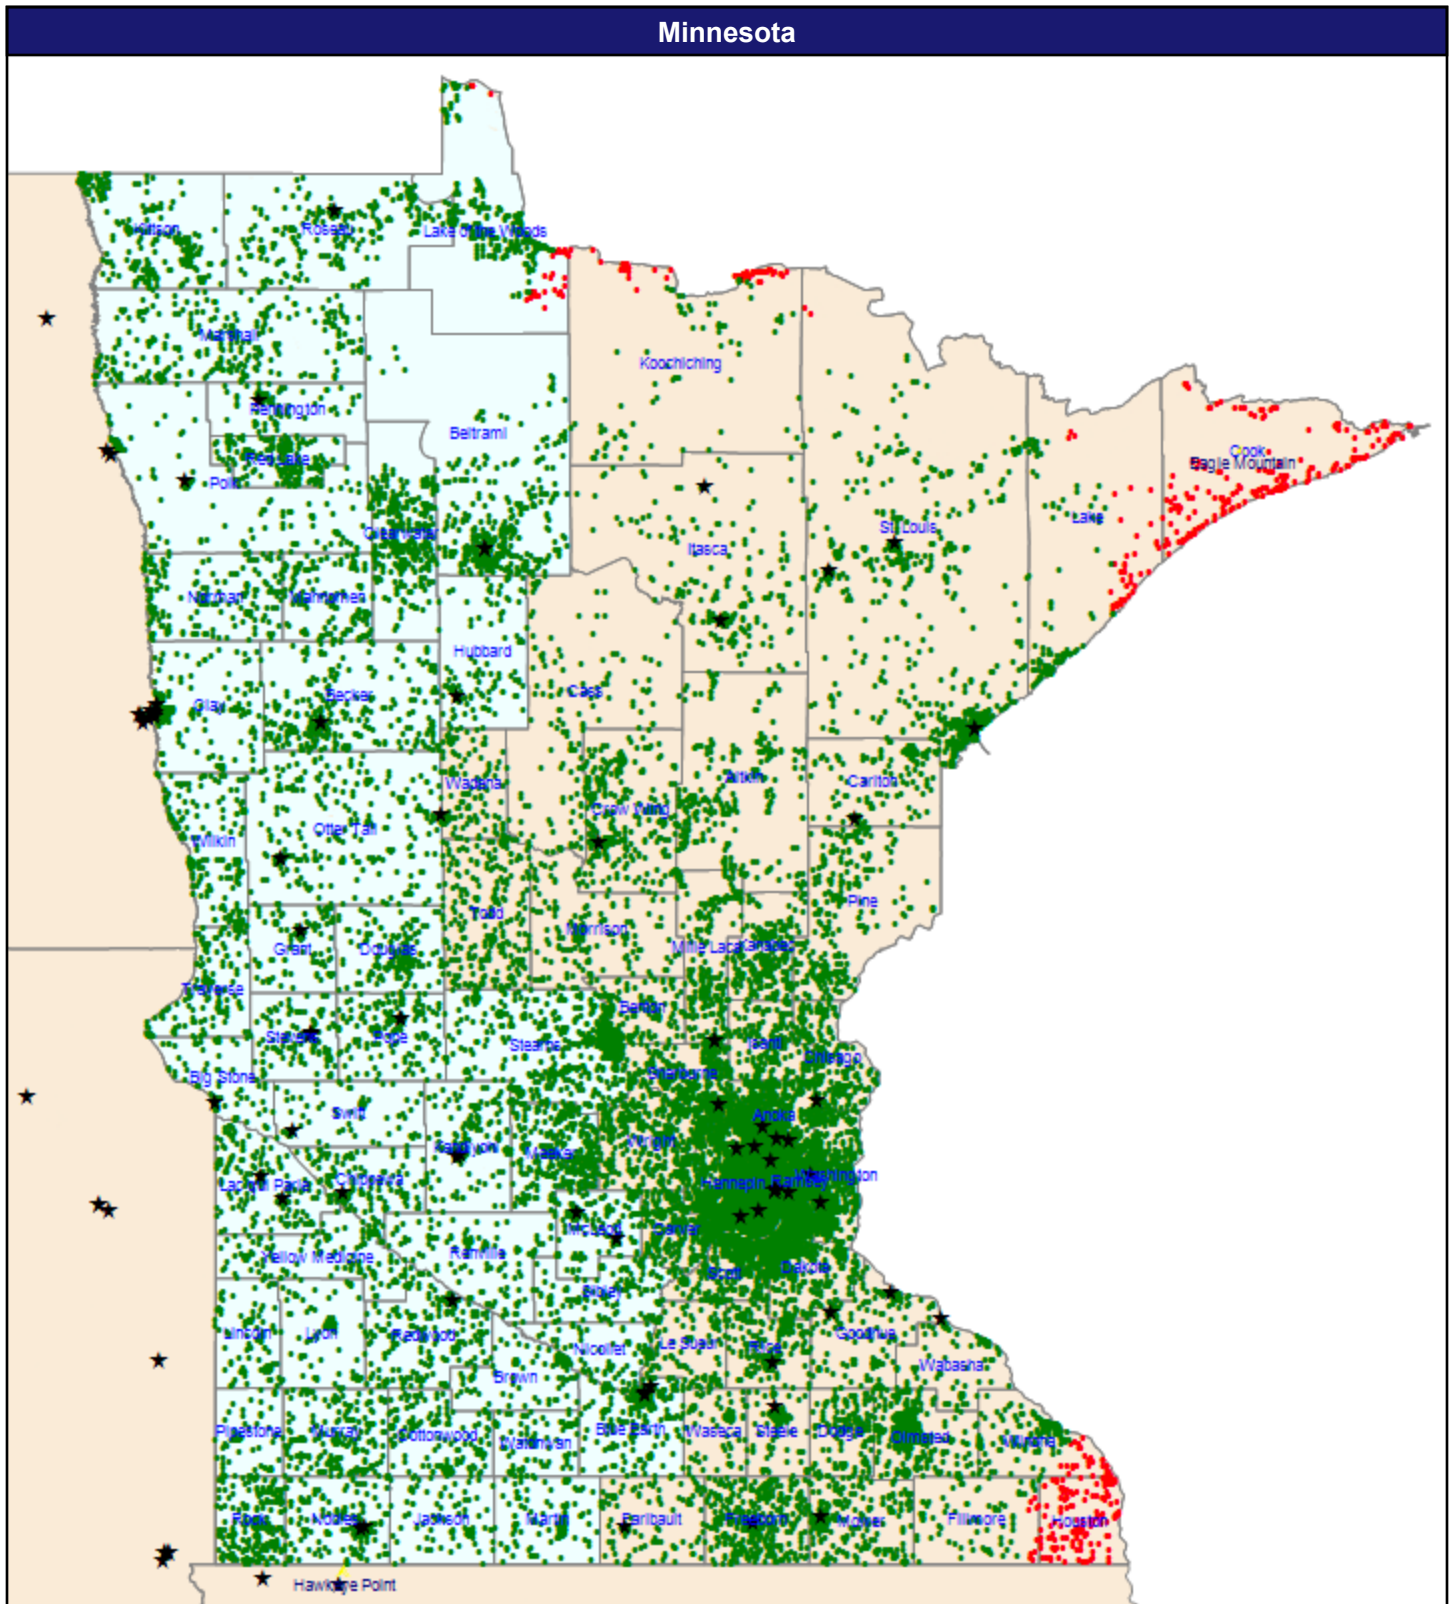 Minnesota
Kittson
Roseau
Lake of the Woods
Marshall
Koochiching
Pennington
Beltrami
Cook
Red Lake
Eagle Mountain
Polk
Clearwater
Lake
St. Louis
Itasca
Norman
Mahnomen
Hubbard
Cass
Clay
Becker
Wadena
Aitkin
Carlton
Crow Wing
Otter Tail
Wilkin
Pine
Todd
Morrison
Grant
Douglas
Mille Lacs
Kanabec
Traverse
Benton
Stevens
Pope
Stearns
Isanti
Chisago
Big Stone
Sherburne
Swift
Anoka
Kandiyohi
Meeker
Wright
Lac qui Parle
Chippewa
Hennepin
Ramsey
Washington
McLeod
Carver
Yellow Medicine
Renville
Scott
Dakota
Sibley
Lincoln
Lyon
Redwood
Nicollet
Le Sueur
Rice
Goodhue
Wabasha
Brown
Pipestone
Murray
Cottonwood
Watonwan
Blue Earth
Waseca
Steele
Dodge
Olmsted
Winona
Rock
Nobles
Jackson
Martin
Faribault
Freeborn
Mower
Fillmore
Houston
Hawkeye Point